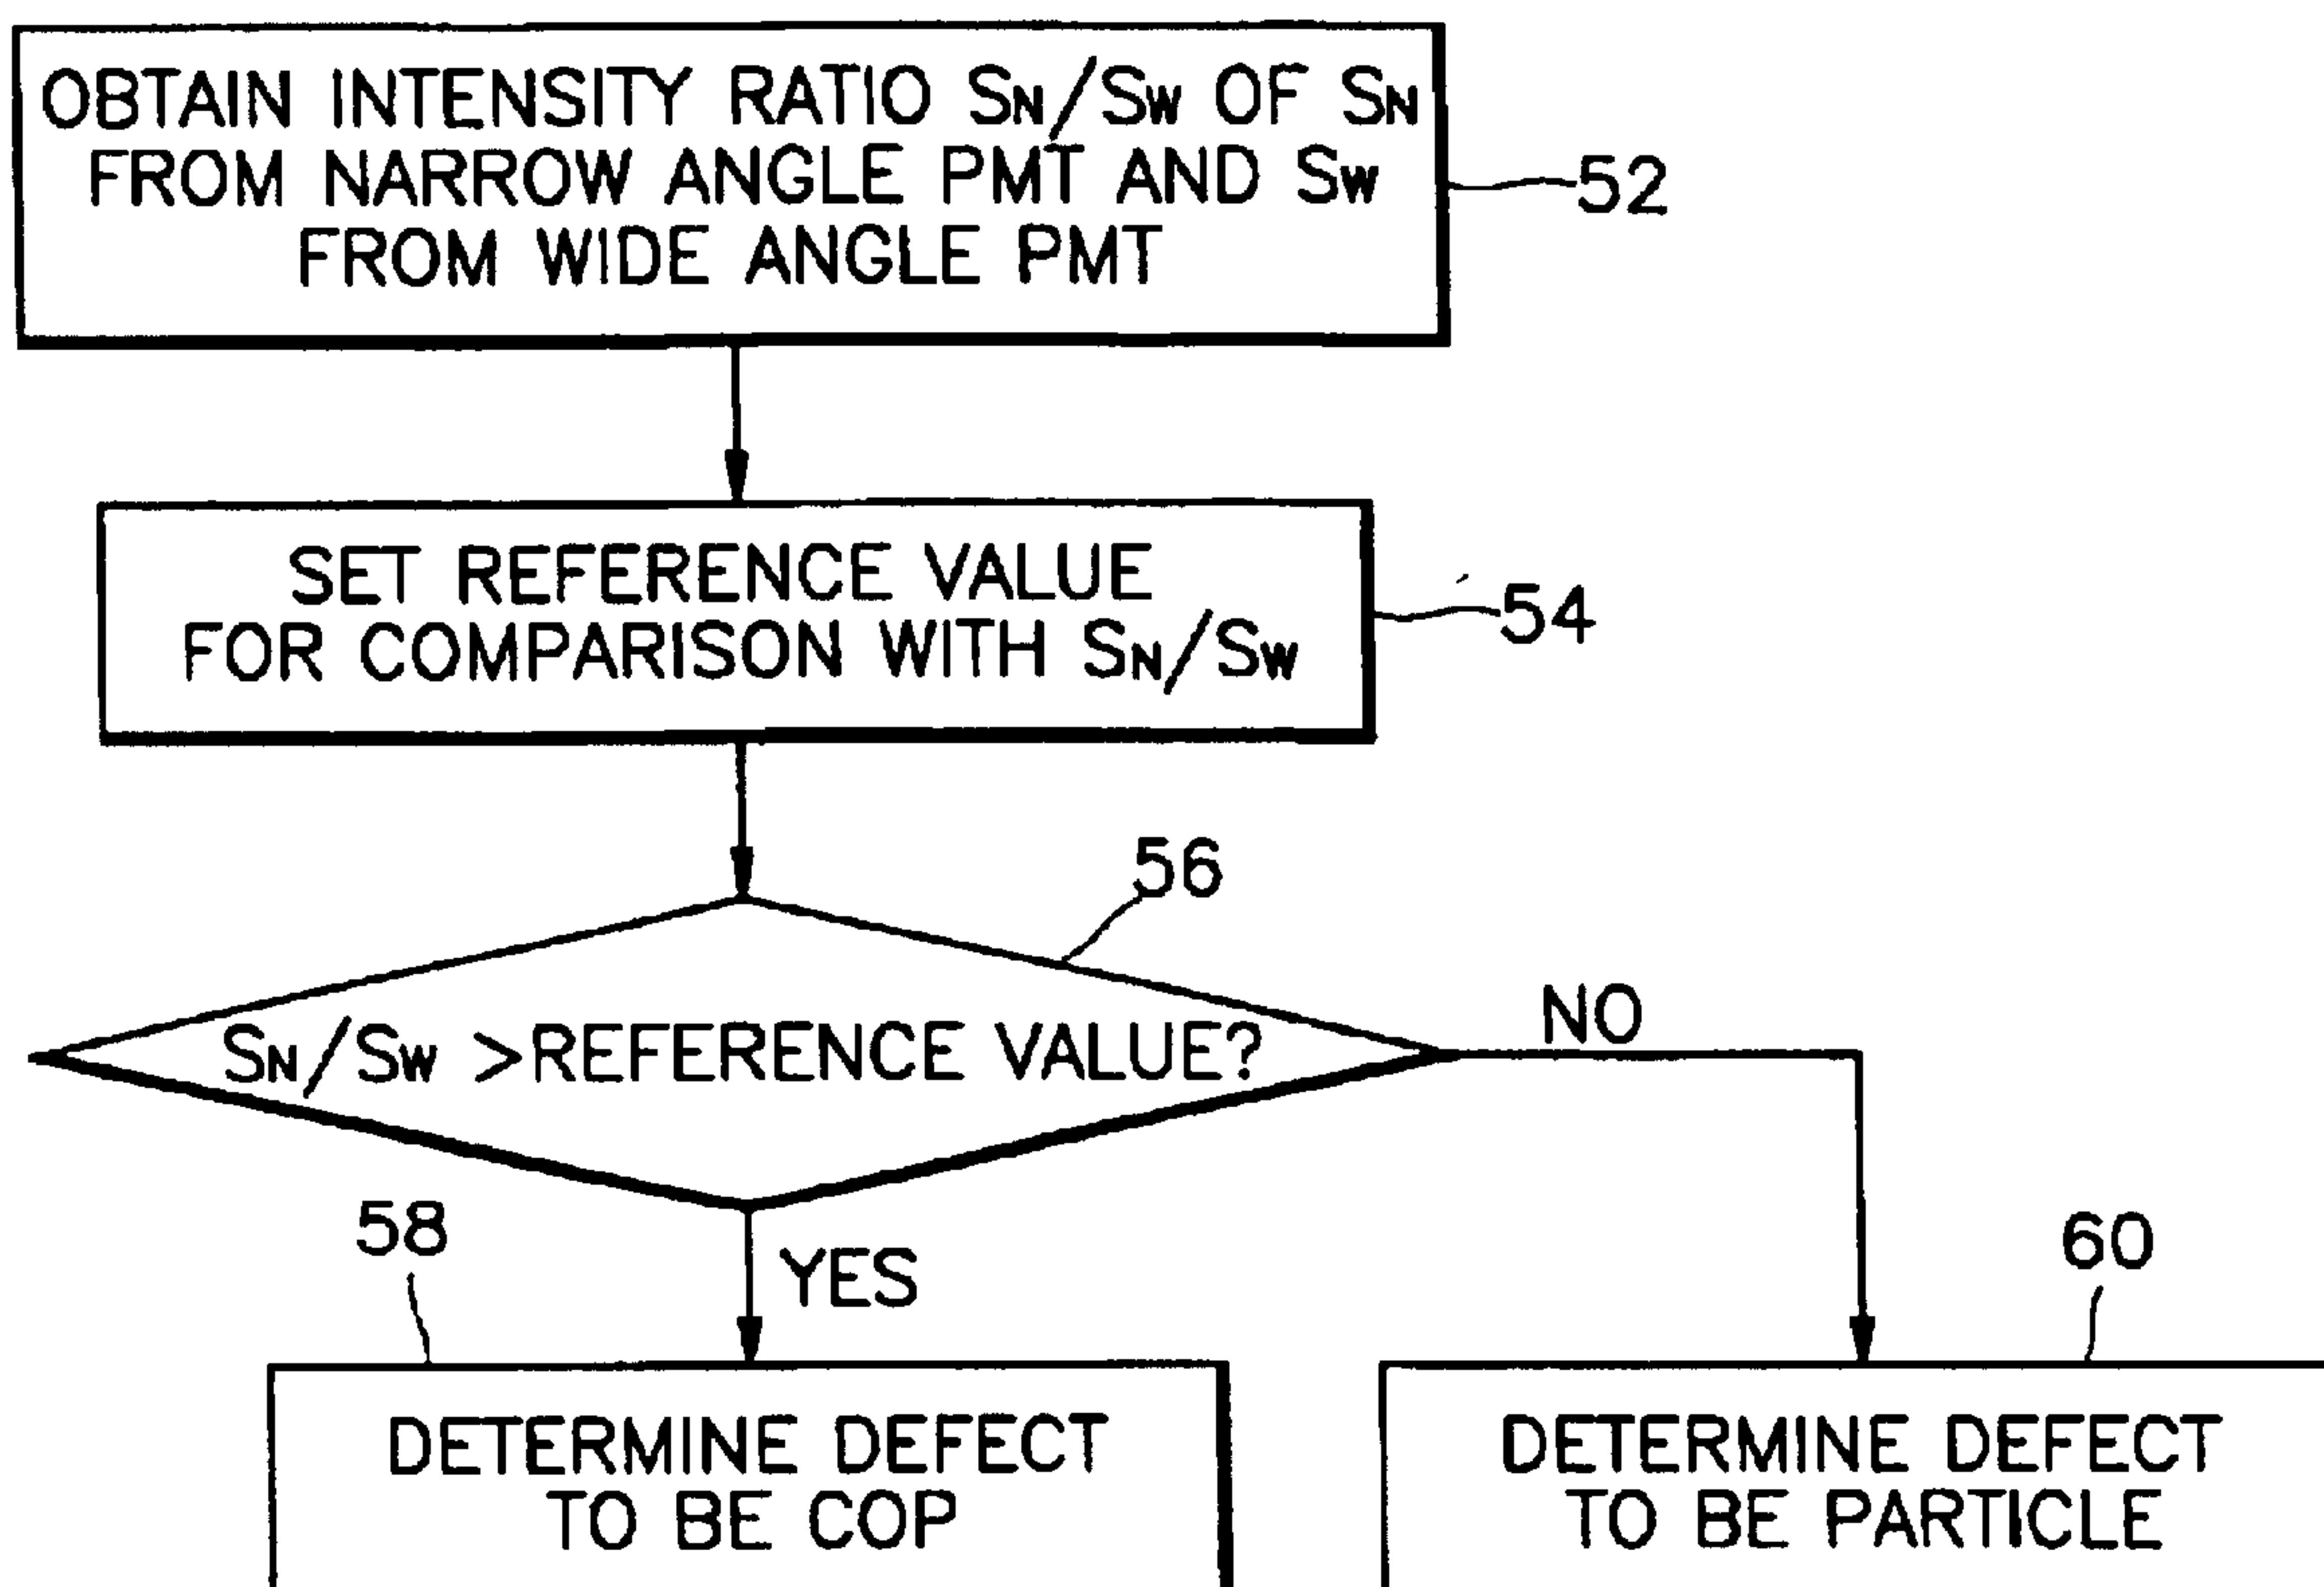 OBTAIN INTENSITY RATIO SN/SW OF SN
FROM NARROW ANGLE PMT AND SW
FROM WIDE ANGLE PMT
52
SET REFERENCE VALUE
FOR COMPARISON WITH SN/SW
54
56
SN/SW >REFERENCE VALUE?
NO
58
YES
60
DETERMINE DEFECT
TO BE COP
DETERMINE DEFECT
TO BE PARTICLE